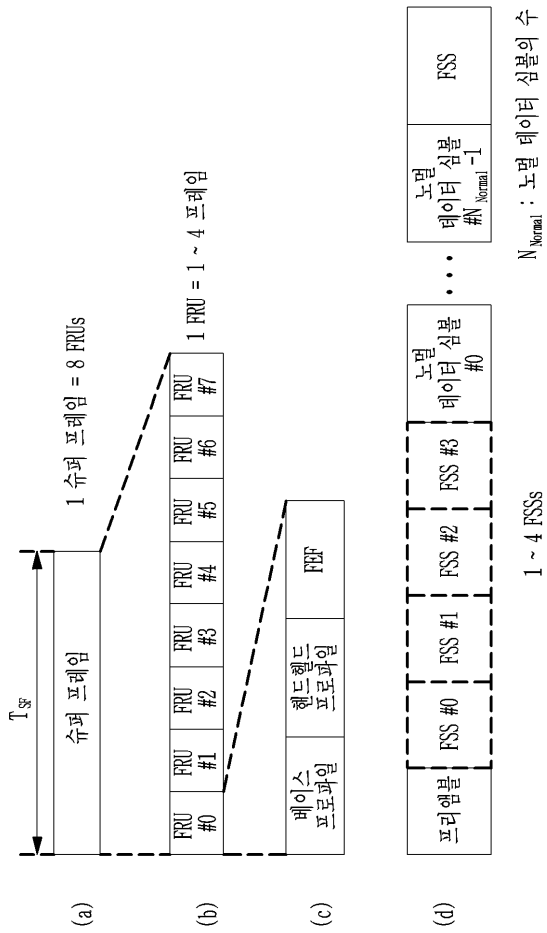 T_SF
(a)
슈퍼 프레임
1 슈퍼 프레임 = 8 FRUs
(b)
FRU
#0
FRU
#1
FRU
#2
FRU
#3
FRU
#4
FRU
#5
FRU
#6
FRU
#7
1 FRU = 1 ~ 4 프레임
(c)
베이스
프로파일
핸드헬드
프로파일
FEF
(d)
프리앰블
FSS #0
FSS #1
FSS #2
FSS #3
노멀
데이터 심볼
#0
• • • •
노멀
데이터 심볼
#N_Normal -1
FSS
1 ~ 4 FSSs
N_Normal : 노멀 데이터 심볼의 수